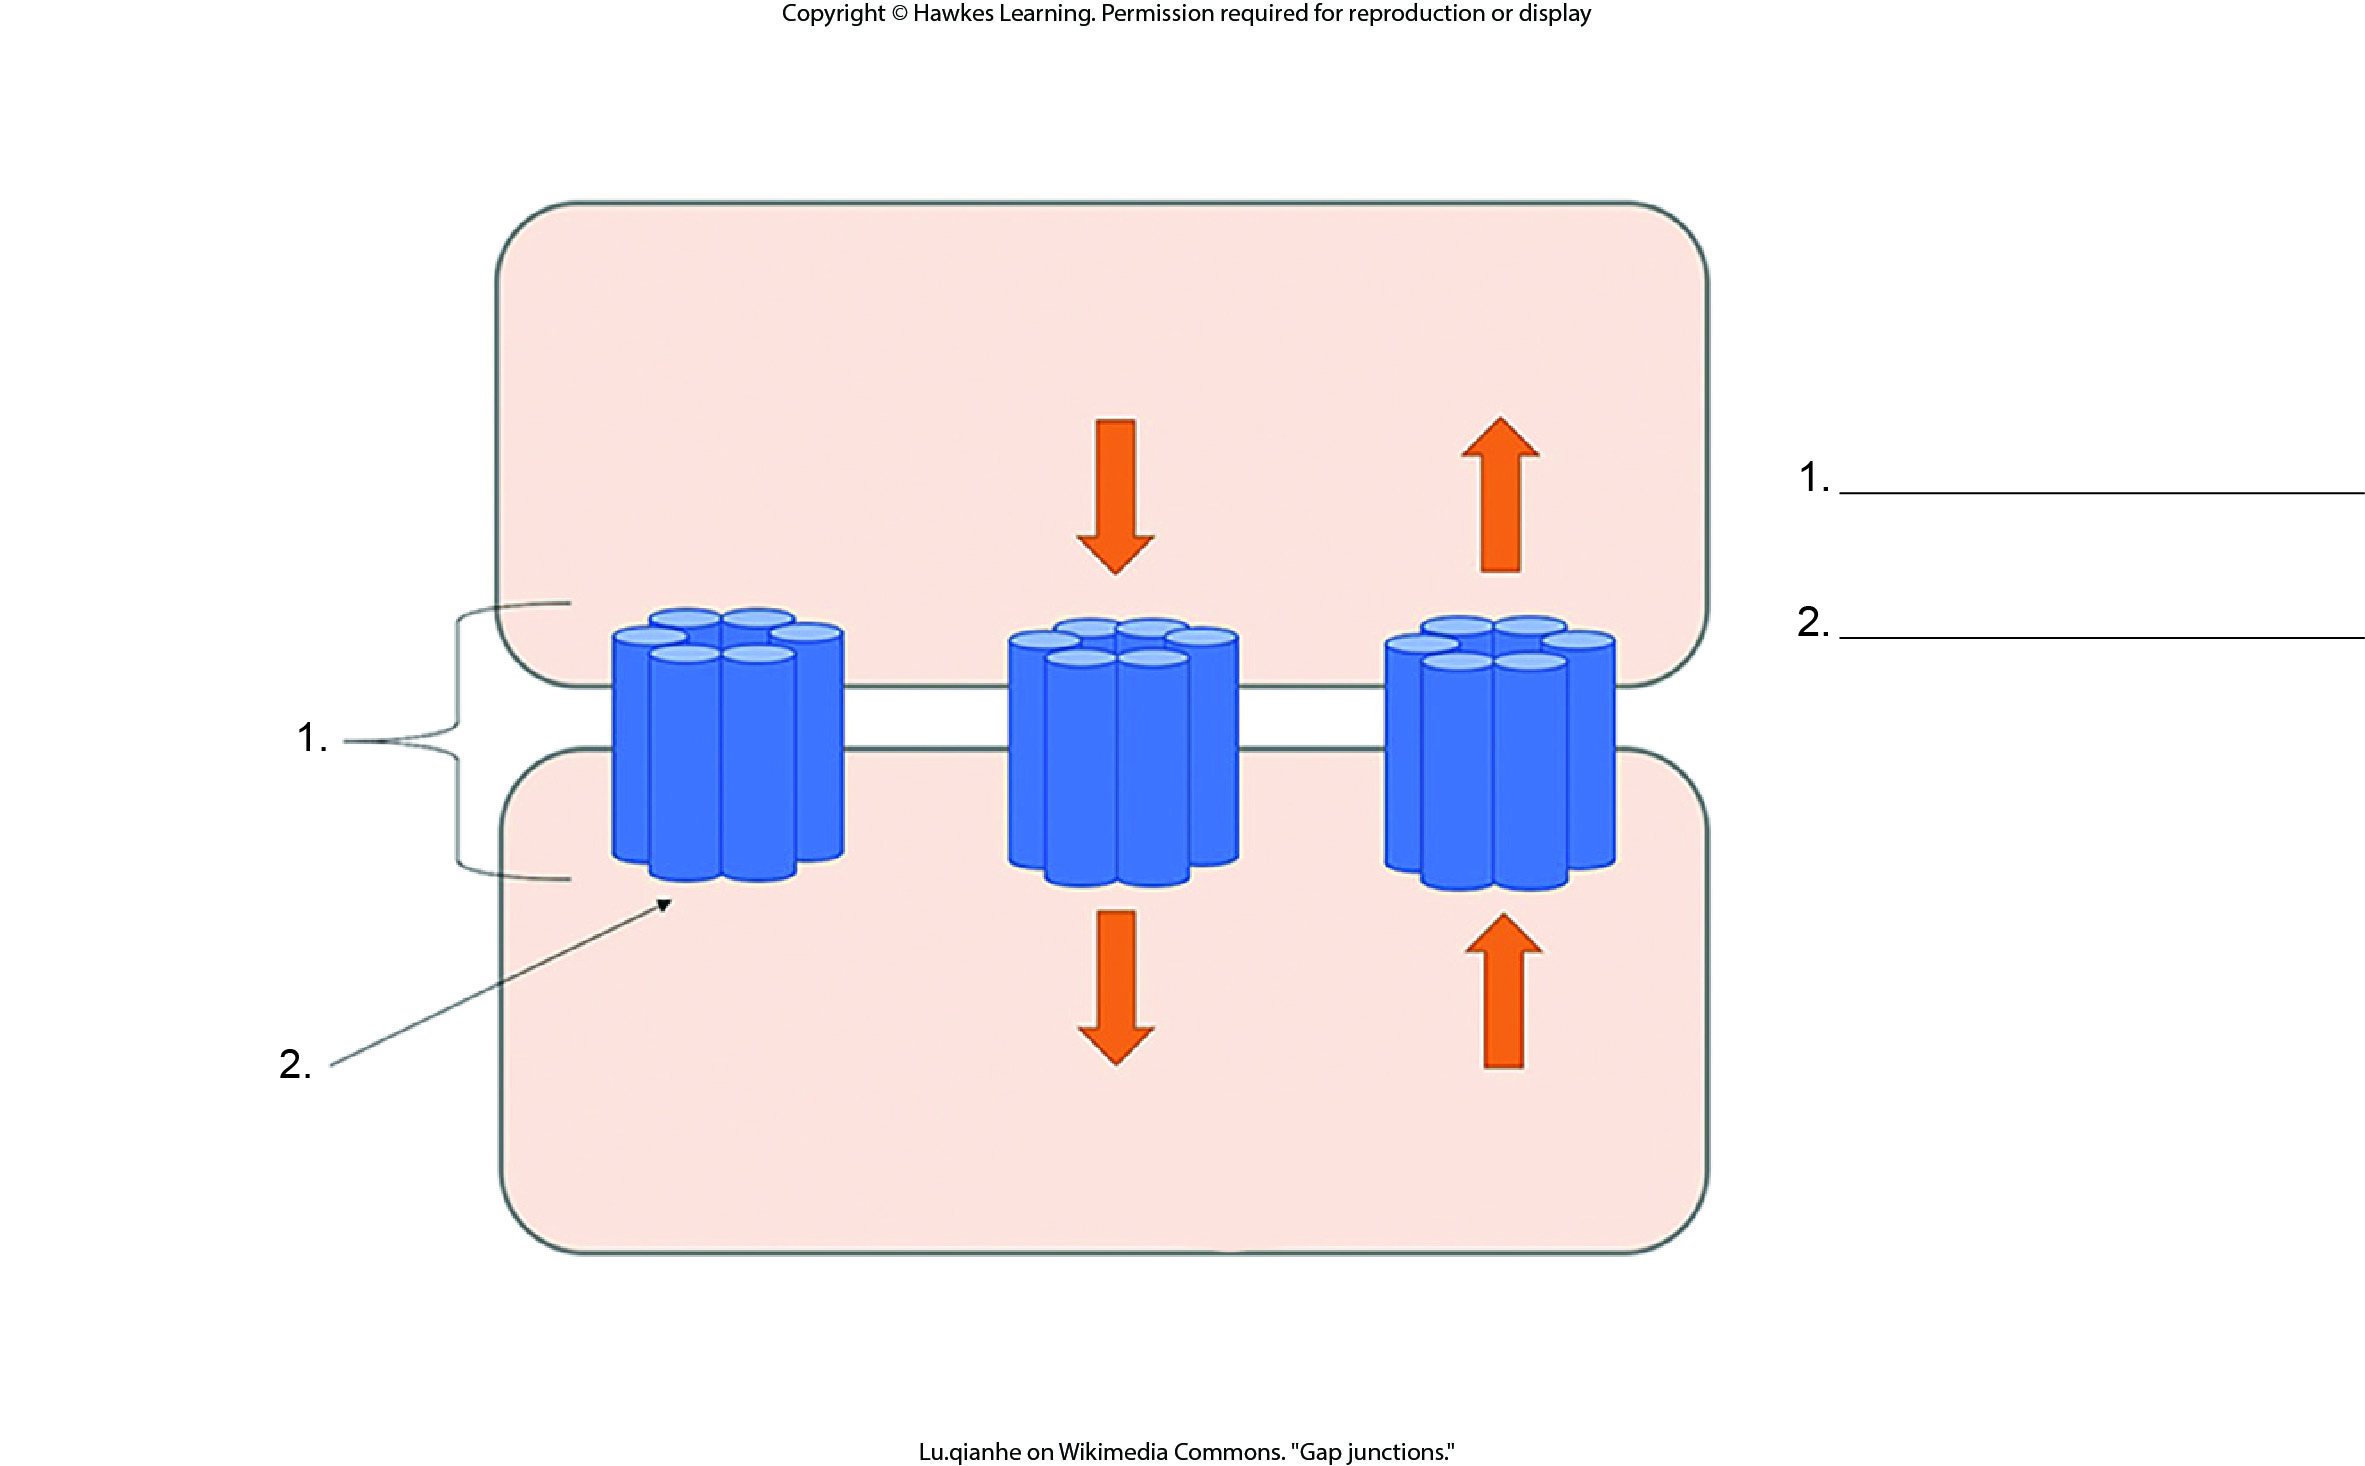 Copyright © Hawkes Learning. Permission required for reproduction or display
1.
2.
1.
2.
Lu.qianhe on Wikimedia Commons. "Gap junctions."